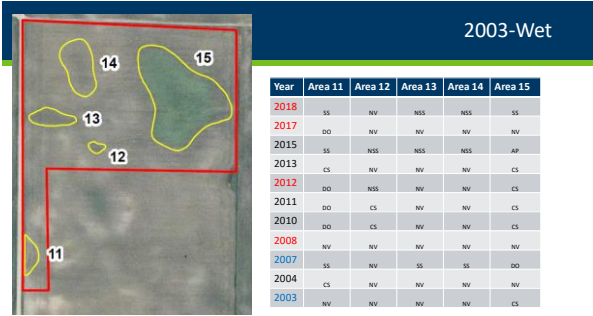 2003-Wet
14
15
13
12
11
Year Area 11 Area 12 Area 13 Area 14 Area 15
2018 SS NV NSS NSS SS
2017 DO NV NV NV NV
2015 SS NSS NSS NSS AP
2013 CS NV NV NV CS
2012 DO NSS NV NV CS
2011 DO CS NV NV CS
2010 DO CS NV NV CS
2008 NV NV NV NV NV
2007 SS NV SS SS DO
2004 CS NV NV NV NV
2003 NV NV NV NV CS